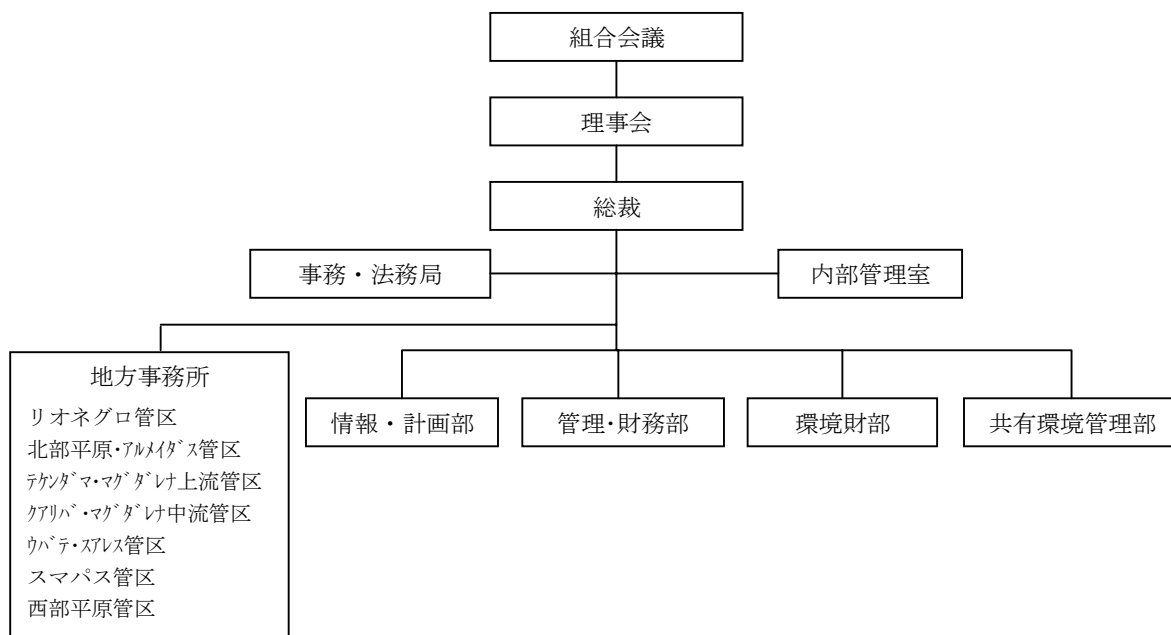 組合会議
理事会
総裁
事務・法務局
内部管理室
地方事務所
リオネグロ管区
北部平原・ｱﾙﾒｲﾀﾞｽ管区
ﾃｹﾝﾀﾞﾏ・ﾏｸﾞﾀﾞﾚﾅ上流管区
ｸｱﾘﾊﾞ・ﾏｸﾞﾀﾞﾚﾅ中流管区
ｳﾊﾞﾃ・ｽｱﾚｽ管区
スマパス管区
西部平原管区
情報・計画部
管理・財務部
環境財部
共有環境管理部